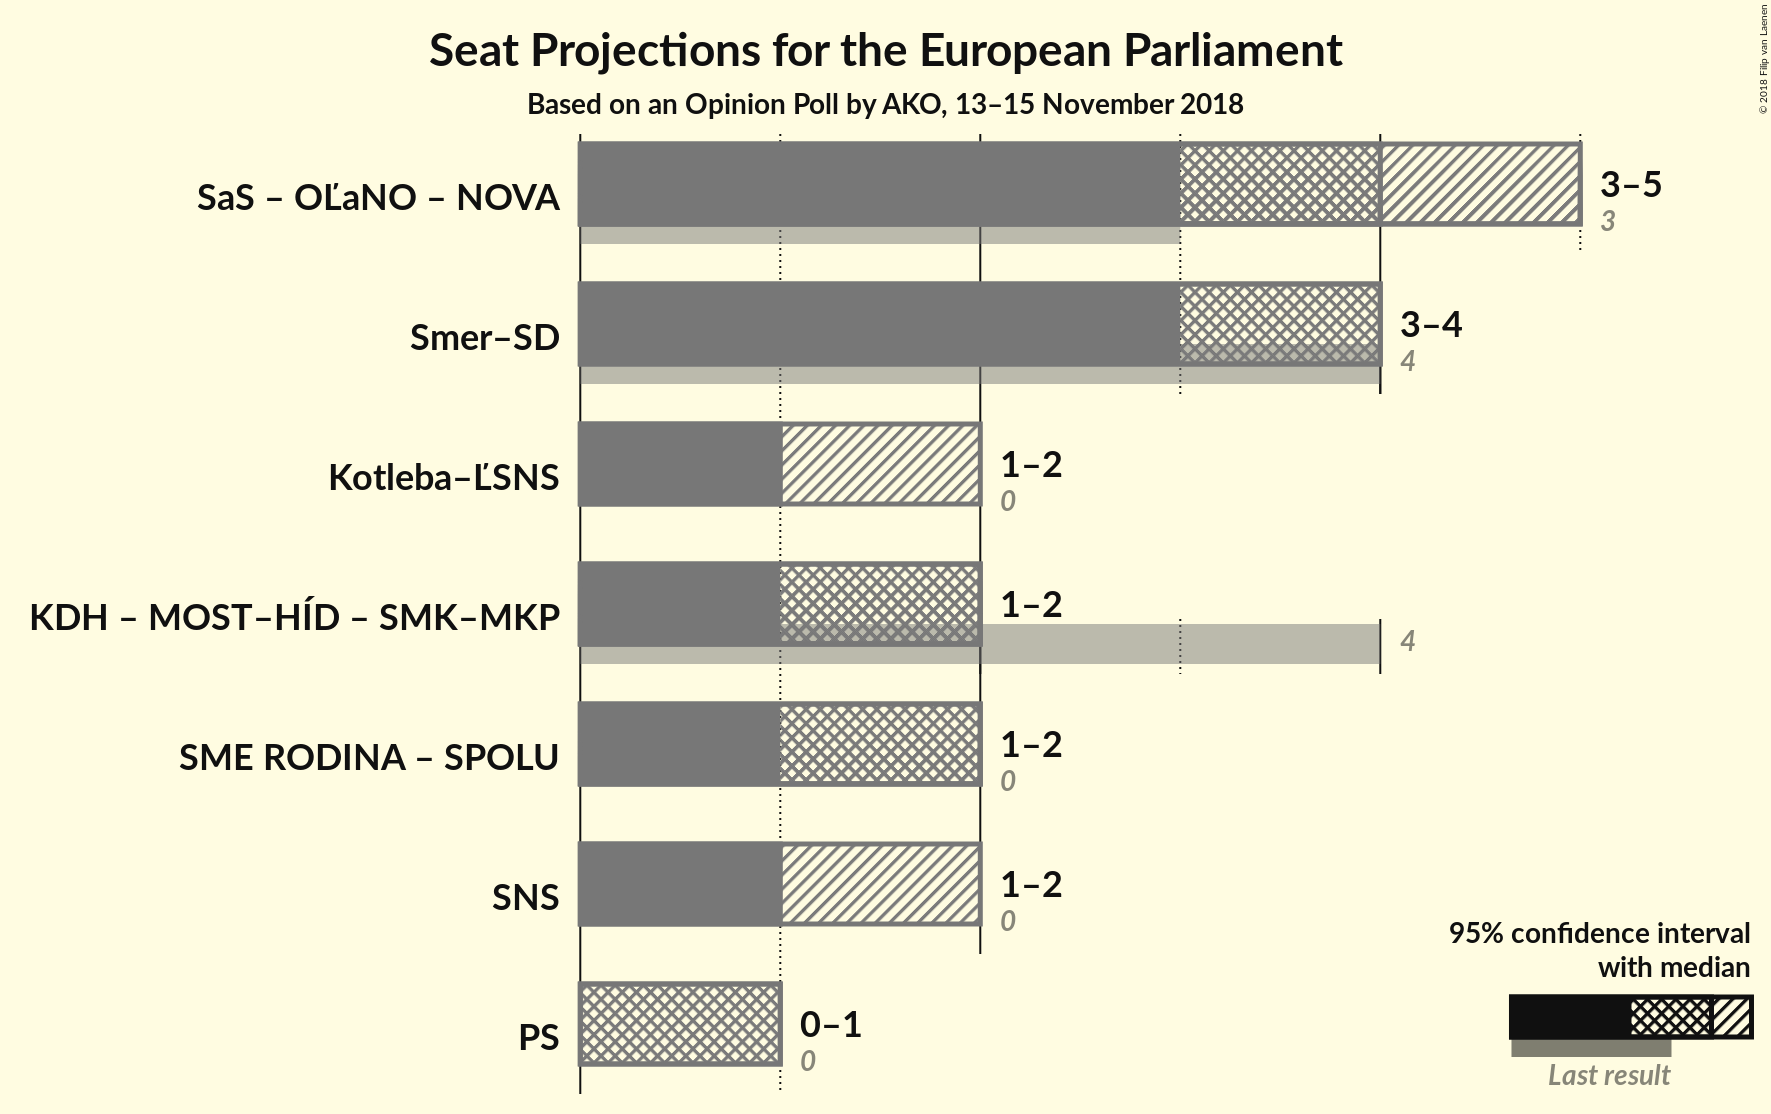 Seat Projections for the European Parliament
Based on an Opinion Poll by AKO, 13–15 November 2018
© 2018 Filip van Laenen
SaS – OĽaNO – NOVA
3–5
3
Smer–SD
3–4
4
Kotleba–ĽSNS
1–2
0
KDH – MOST–HÍD – SMK–MKP
1–2
4
SME RODINA – SPOLU
1–2
0
SNS
1–2
0
PS
0–1
0
95% confidence interval
with median
Last result